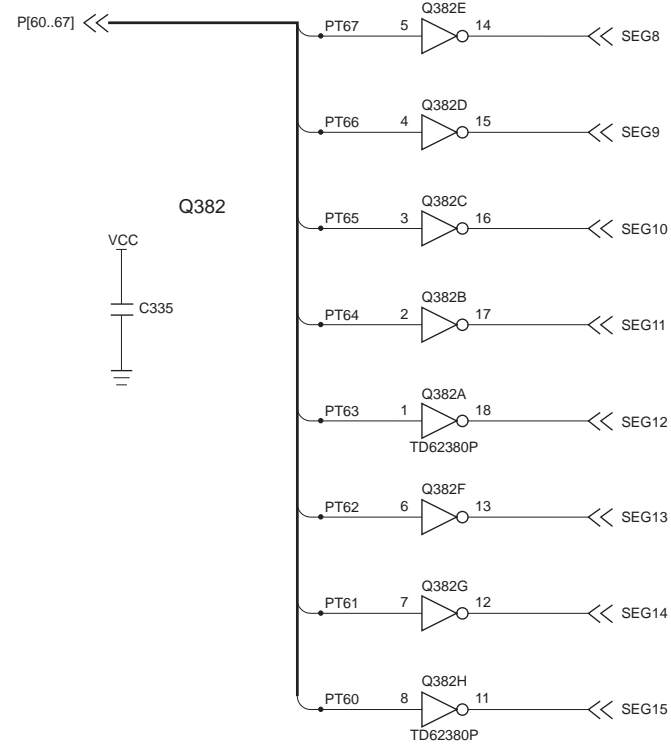 P[60..67]
Q382E
PT67 5 14 SEG8
Q382D
PT66 4 15 SEG9
Q382C
PT65 3 16 SEG10
Q382
VCC
C335
Q382B
PT64 2 17 SEG11
Q382A
PT63 1 18 SEG12
TD62380P
Q382F
PT62 6 13 SEG13
Q382G
PT61 7 12 SEG14
Q382H
PT60 8 11 SEG15
TD62380P